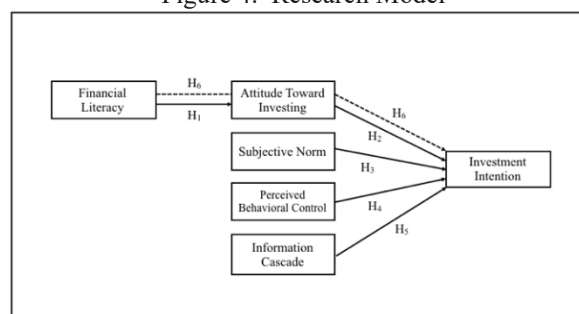 Figure 4. Research Model
H6
Financial
Literacy
H1
Attitude Toward
Investing
H6
H2
Subjective Norm
H3
Investment
Intention
Perceived
Behavioral Control
H4
H5
Information
Cascade